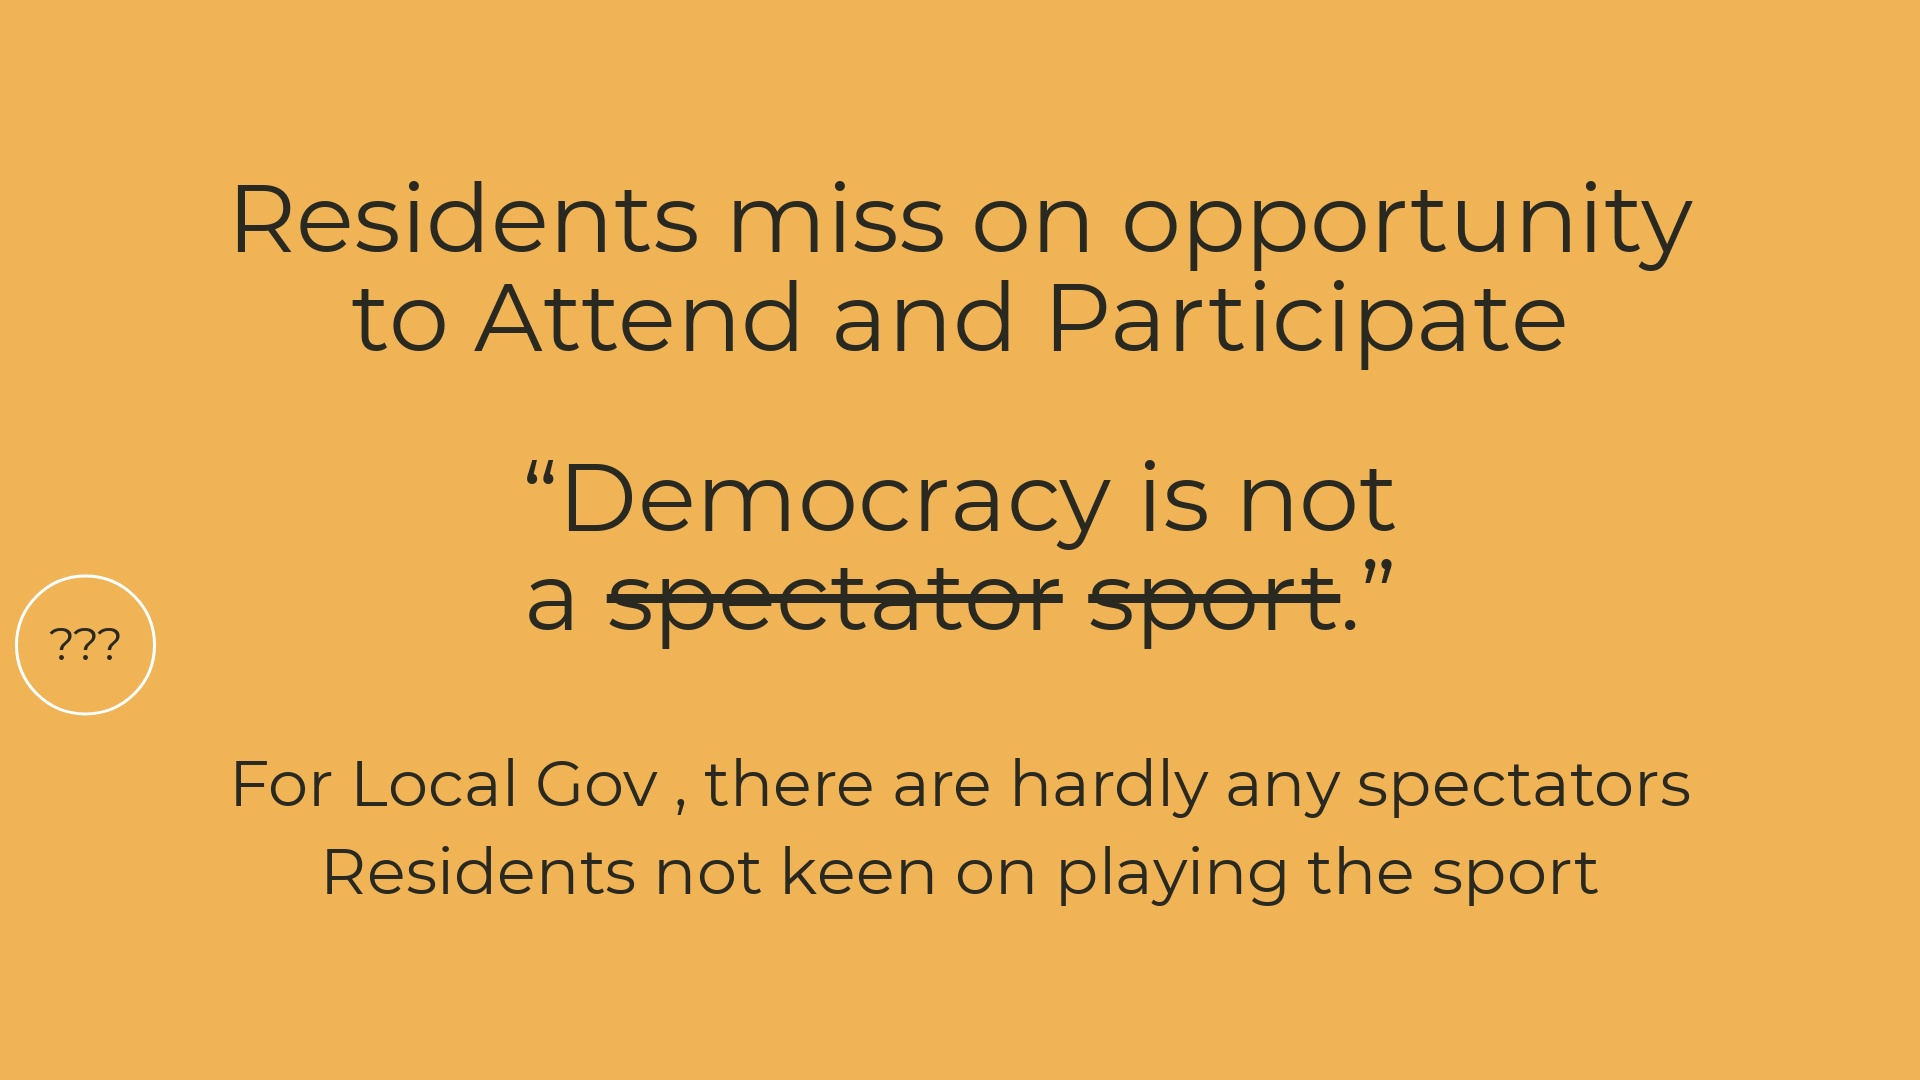 Residents miss on opportunity
to Attend and Participate
“Democracy is not
a spectator sport.”
???
For Local Gov , there are hardly any spectators
Residents not keen on playing the sport